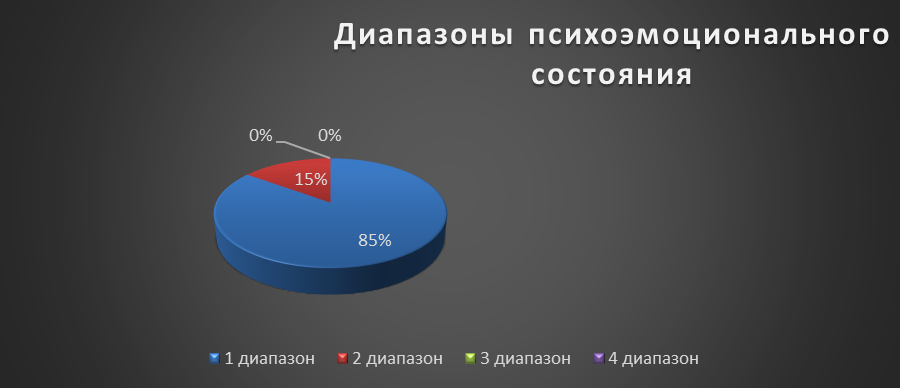 Диапазоны психоэмоционального
состояния
0% 0%
15%
85%
1 диапазон 2 диапазон 3 диапазон 4 диапазон